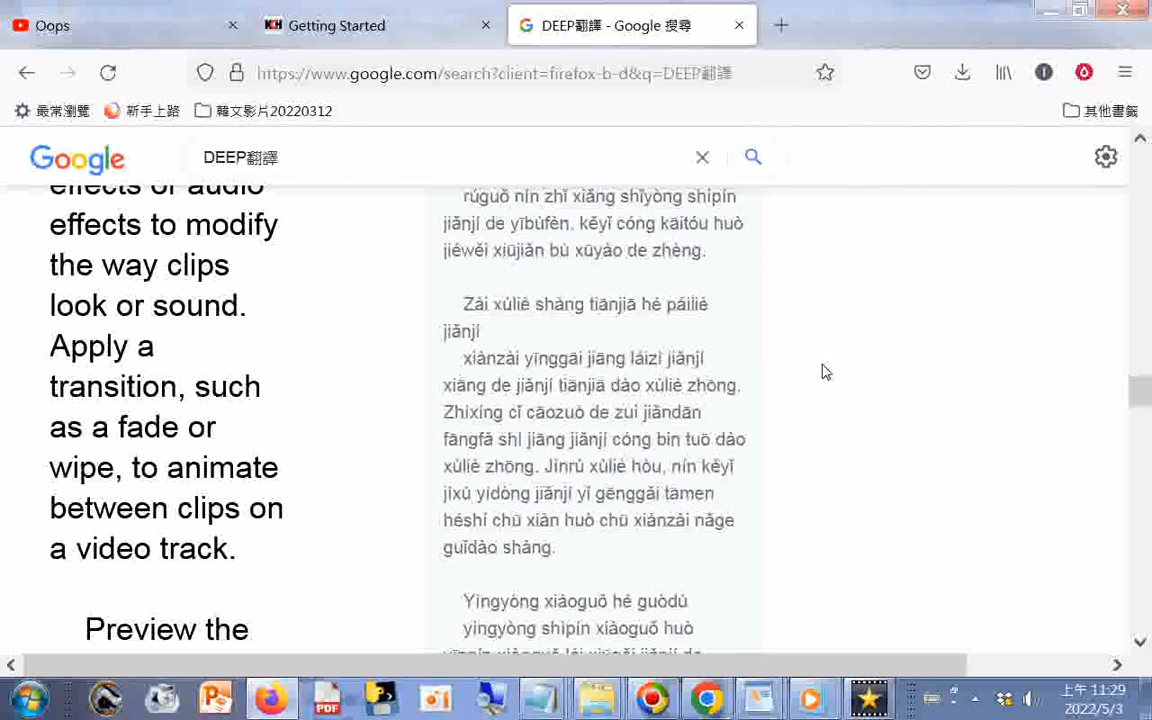 Oops
Getting Started
DEEP翻譯 - Google 搜尋
https://www.google.com/search?client=firefox-b-d&q=DEEP翻譯
最常瀏覽
新手上路
韓文影片20220312
其他書籤
Google
DEEP翻譯
effects or audio
effects to modify
the way clips
look or sound.
Apply a
transition, such
as a fade or
wipe, to animate
between clips on
a video track.
Preview the
rúguǒ nín zhǐ xiǎng shǐyòng shìpín
jiǎnjí de yībùfèn, kěyǐ cóng kāitóu huò
jiéwěi xiūjiǎn bù xūyào de zhèng.
Zài xùliè shàng tiānjiā hé páiliè
jiǎnjí
xiànzài yīnggāi jiāng láizì jiǎnjí
xiāng de jiǎnjí tiānjiā dào xùliè zhōng.
Zhíxíng cǐ cāozuò de zuì jiǎndān
fāngfǎ shì jiāng jiǎnjí cóng bin tuō dào
xùliè zhōng. Jìnrù xùliè hòu, nín kěyǐ
jìxù yídòng jiǎnjí yǐ gēnggǎi tāmen
héshí chū xiàn huò chū xiànzài nǎge
guǐdào shàng.
Yìngyòng xiàoguǒ hé guòdù
yìngyòng shìpín xiàoguǒ huò
PDF
上午 11:29
2022/5/3